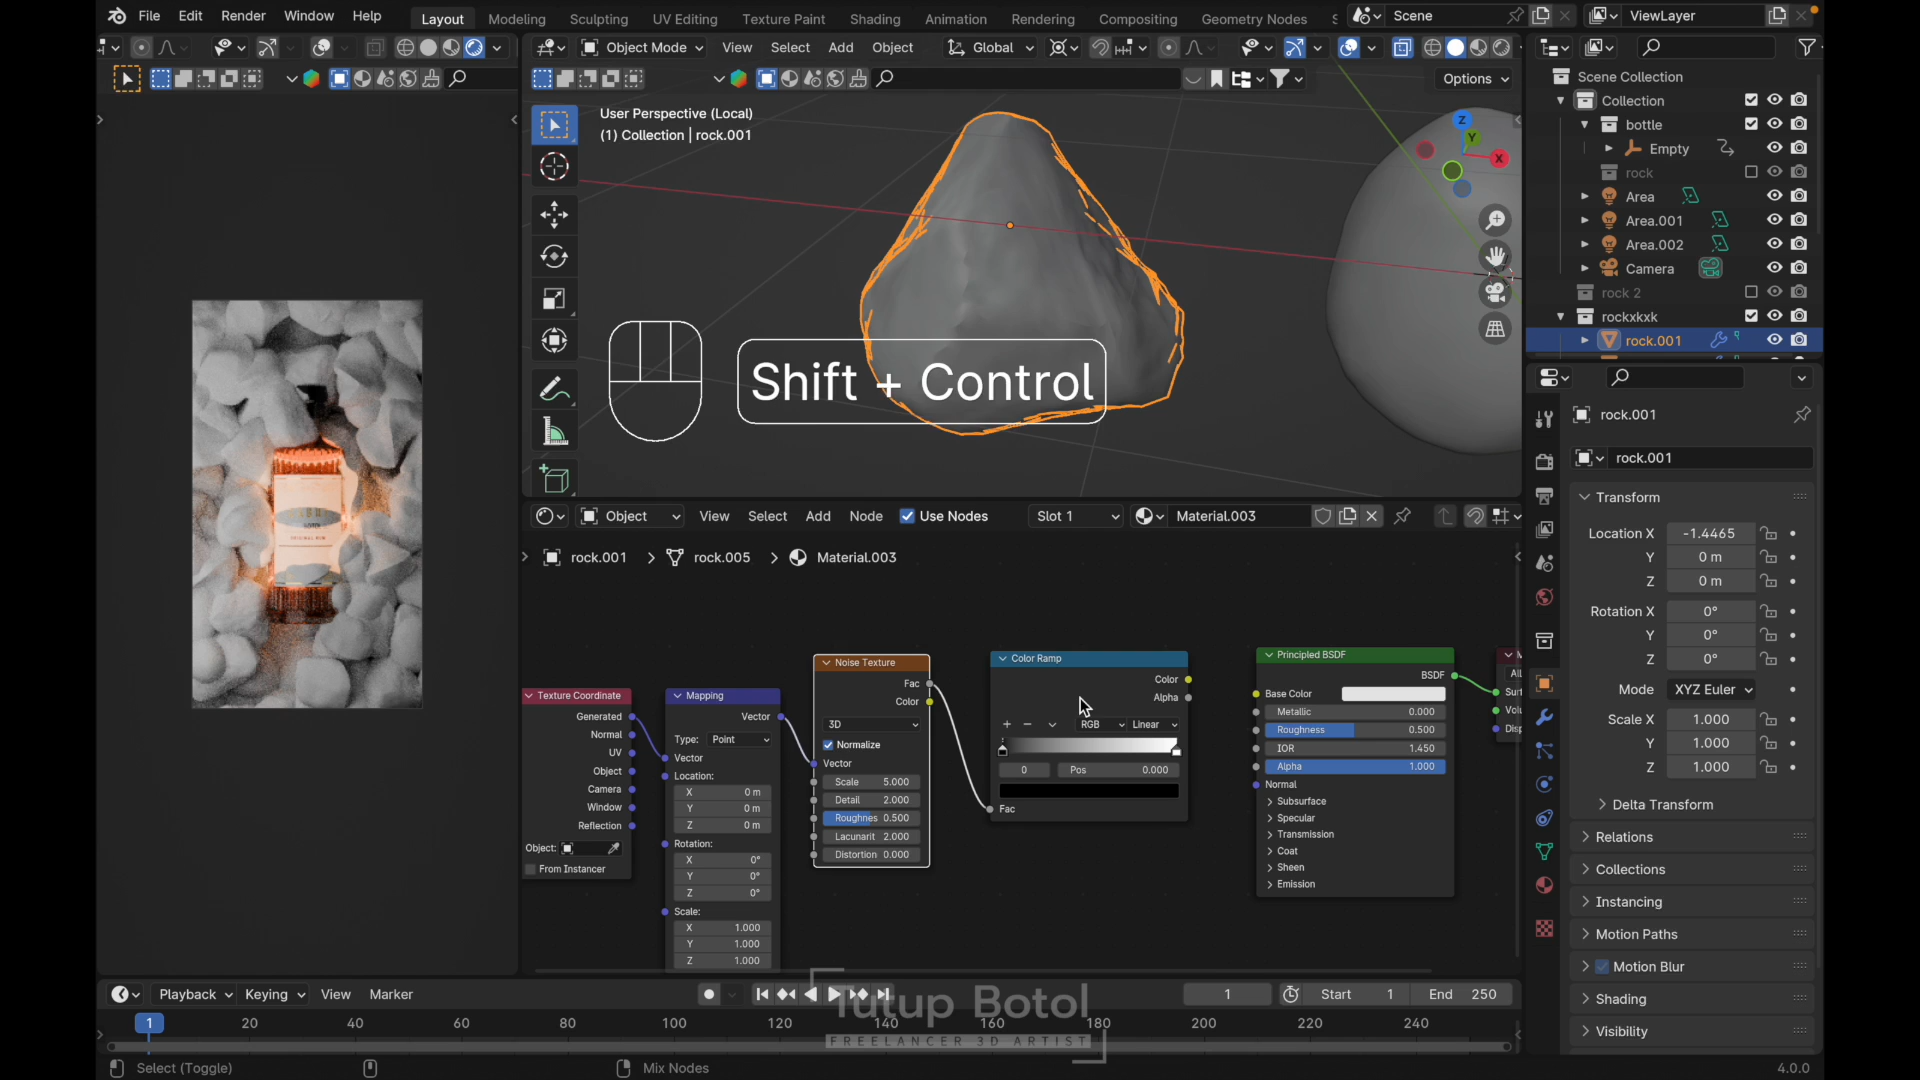 File Edit Render Window Help Layout Modeling Sculpting UV Editing Texture Paint Shading Animation Rendering Compositing Geometry Nodes Scene ViewLayer
Object Mode View Select Add Object Global
Options
User Perspective (Local)
(1) Collection | rock.001
Z
Y
X
Shift + Control
Scene Collection
Collection
bottle
Empty
rock
Area
Area.001
Area.002
Camera
rock 2
rockxkxk
rock.001
ORIGINAL RUM
Object View Select Add Node Use Nodes Slot 1 Material.003
rock.001 > rock.005 > Material.003
Texture Coordinate
Generated
Normal
UV
Object
Camera
Window
Reflection
Object:
From Instancer
Mapping
Vector
Type: Point
Vector
Location:
X 0 m
Y 0 m
Z 0 m
Rotation:
X 0°
Y 0°
Z 0°
Scale:
X 1.000
Y 1.000
Z 1.000
Noise Texture
Fac
Color
3D
Normalize
Vector
Scale 5.000
Detail 2.000
Roughnes 0.500
Lacunarit 2.000
Distortion 0.000
Color Ramp
Color
Alpha
RGB Linear
0 Pos 0.000
Fac
Principled BSDF
BSDF
Base Color
Metallic 0.000
Roughness 0.500
IOR 1.450
Alpha 1.000
Normal
Subsurface
Specular
Transmission
Coat
Sheen
Emission
rock.001
rock.001
Transform
Location X -1.4465
Y 0 m
Z 0 m
Rotation X 0°
Y 0°
Z 0°
Mode XYZ Euler
Scale X 1.000
Y 1.000
Z 1.000
Delta Transform
Relations
Collections
Instancing
Motion Paths
Motion Blur
Shading
Visibility
Playback Keying View Marker 1 Start 1 End 250
1 20 40 60 80 100 120 140 160 180 200 220 240
Tutup Botol
FREELANCER 3D ARTIST
Select (Toggle) Mix Nodes 4.0.0